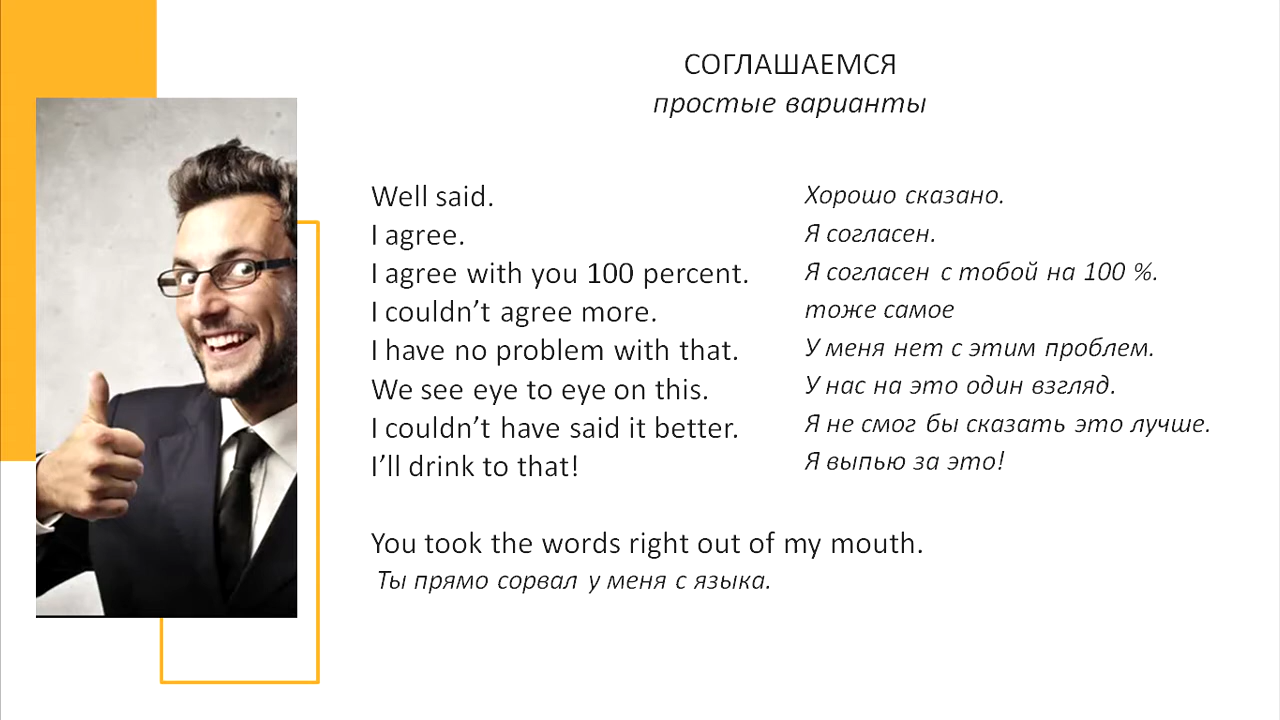 СОГЛАШАЕМСЯ
простые варианты
Well said.
Хорошо сказано.
I agree.
Я согласен.
I agree with you 100 percent.
Я согласен с тобой на 100 %.
I couldn’t agree more.
тоже самое
I have no problem with that.
У меня нет с этим проблем.
We see eye to eye on this.
У нас на это один взгляд.
I couldn’t have said it better.
Я не смог бы сказать это лучше.
I’ll drink to that!
Я выпью за это!
You took the words right out of my mouth.
Ты прямо сорвал у меня с языка.